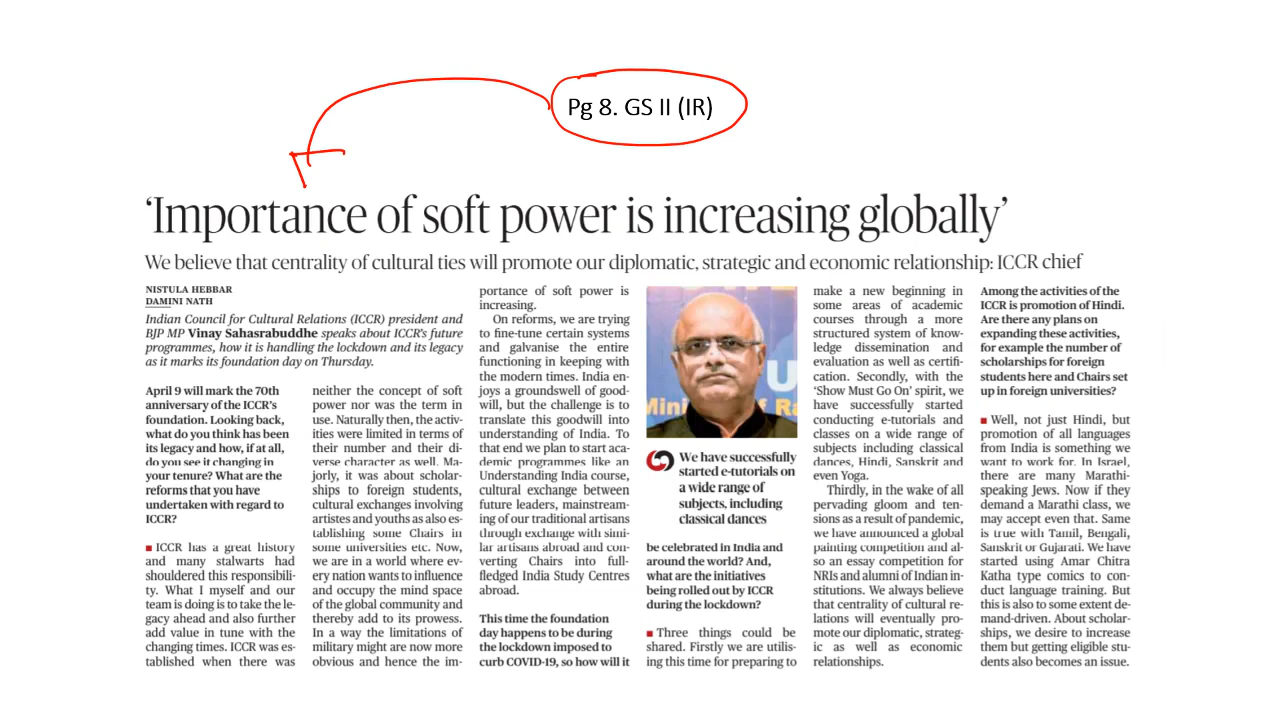 Pg 8. GS II (IR)
‘Importance of soft power is increasing globally’
We believe that centrality of cultural ties will promote our diplomatic, strategic and economic relationship: ICCR chief
NISTULA HEBBAR
DAMINI NATH
Indian Council for Cultural Relations (ICCR) president and
BJP MP Vinay Sahasrabuddhe speaks about ICCR’s future
programmes, how it is handling the lockdown and its legacy
as it marks its foundation day on Thursday.
April 9 will mark the 70th
anniversary of the ICCR’s
foundation. Looking back,
what do you think has been
its legacy and how, if at all,
do you see it changing in
your tenure? What are the
reforms that you have
undertaken with regard to
ICCR?
■ ICCR has a great history
and many stalwarts had
shouldered this responsibili-
ty. What I myself and our
team is doing is to take the le-
gacy ahead and also further
add value in tune with the
changing times. ICCR was es-
tablished when there was
neither the concept of soft
power nor was the term in
use. Naturally then, the activ-
ities were limited in terms of
their number and their di-
verse character as well. Ma-
jorly, it was about scholar-
ships to foreign students,
cultural exchanges involving
artistes and youths as also es-
tablishing some Chairs in
some universities etc. Now,
we are in a world where ev-
ery nation wants to influence
and occupy the mind space
of the global community and
thereby add to its prowess.
In a way the limitations of
military might are now more
obvious and hence the im-
portance of soft power is
increasing.
On reforms, we are trying
to fine-tune certain systems
and galvanise the entire
functioning in keeping with
the modern times. India en-
joys a groundswell of good-
will, but the challenge is to
translate this goodwill into
understanding of India. To
that end we plan to start aca-
demic programmes like an
Understanding India course,
cultural exchange between
future leaders, mainstream-
ing of our traditional artisans
through exchange with simi-
lar artisans abroad and con-
verting Chairs into full-
fledged India Study Centres
abroad.
This time the foundation
day happens to be during
the lockdown imposed to
curb COVID-19, so how will it
We have successfully
started e-tutorials on
a wide range of
subjects, including
classical dances
be celebrated in India and
around the world? And,
what are the initiatives
being rolled out by ICCR
during the lockdown?
■ Three things could be
shared. Firstly we are utilis-
ing this time for preparing to
make a new beginning in
some areas of academic
courses through a more
structured system of know-
ledge dissemination and
evaluation as well as certifi-
cation. Secondly, with the
‘Show Must Go On’ spirit, we
have successfully started
conducting e-tutorials and
classes on a wide range of
subjects including classical
dances, Hindi, Sanskrit and
even Yoga.
Thirdly, in the wake of all
pervading gloom and ten-
sions as a result of pandemic,
we have announced a global
painting competition and al-
so an essay competition for
NRIs and alumni of Indian in-
stitutions. We always believe
that centrality of cultural re-
lations will eventually pro-
mote our diplomatic, strateg-
ic as well as economic
relationships.
Among the activities of the
ICCR is promotion of Hindi.
Are there any plans on
expanding these activities,
for example the number of
scholarships for foreign
students here and Chairs set
up in foreign universities?
■ Well, not just Hindi, but
promotion of all languages
from India is something we
want to work for. In Israel,
there are many Marathi-
speaking Jews. Now if they
demand a Marathi class, we
may accept even that. Same
is true with Tamil, Bengali,
Sanskrit or Gujarati. We have
started using Amar Chitra
Katha type comics to con-
duct language training. But
this is also to some extent de-
mand-driven. About scholar-
ships, we desire to increase
them but getting eligible stu-
dents also becomes an issue.